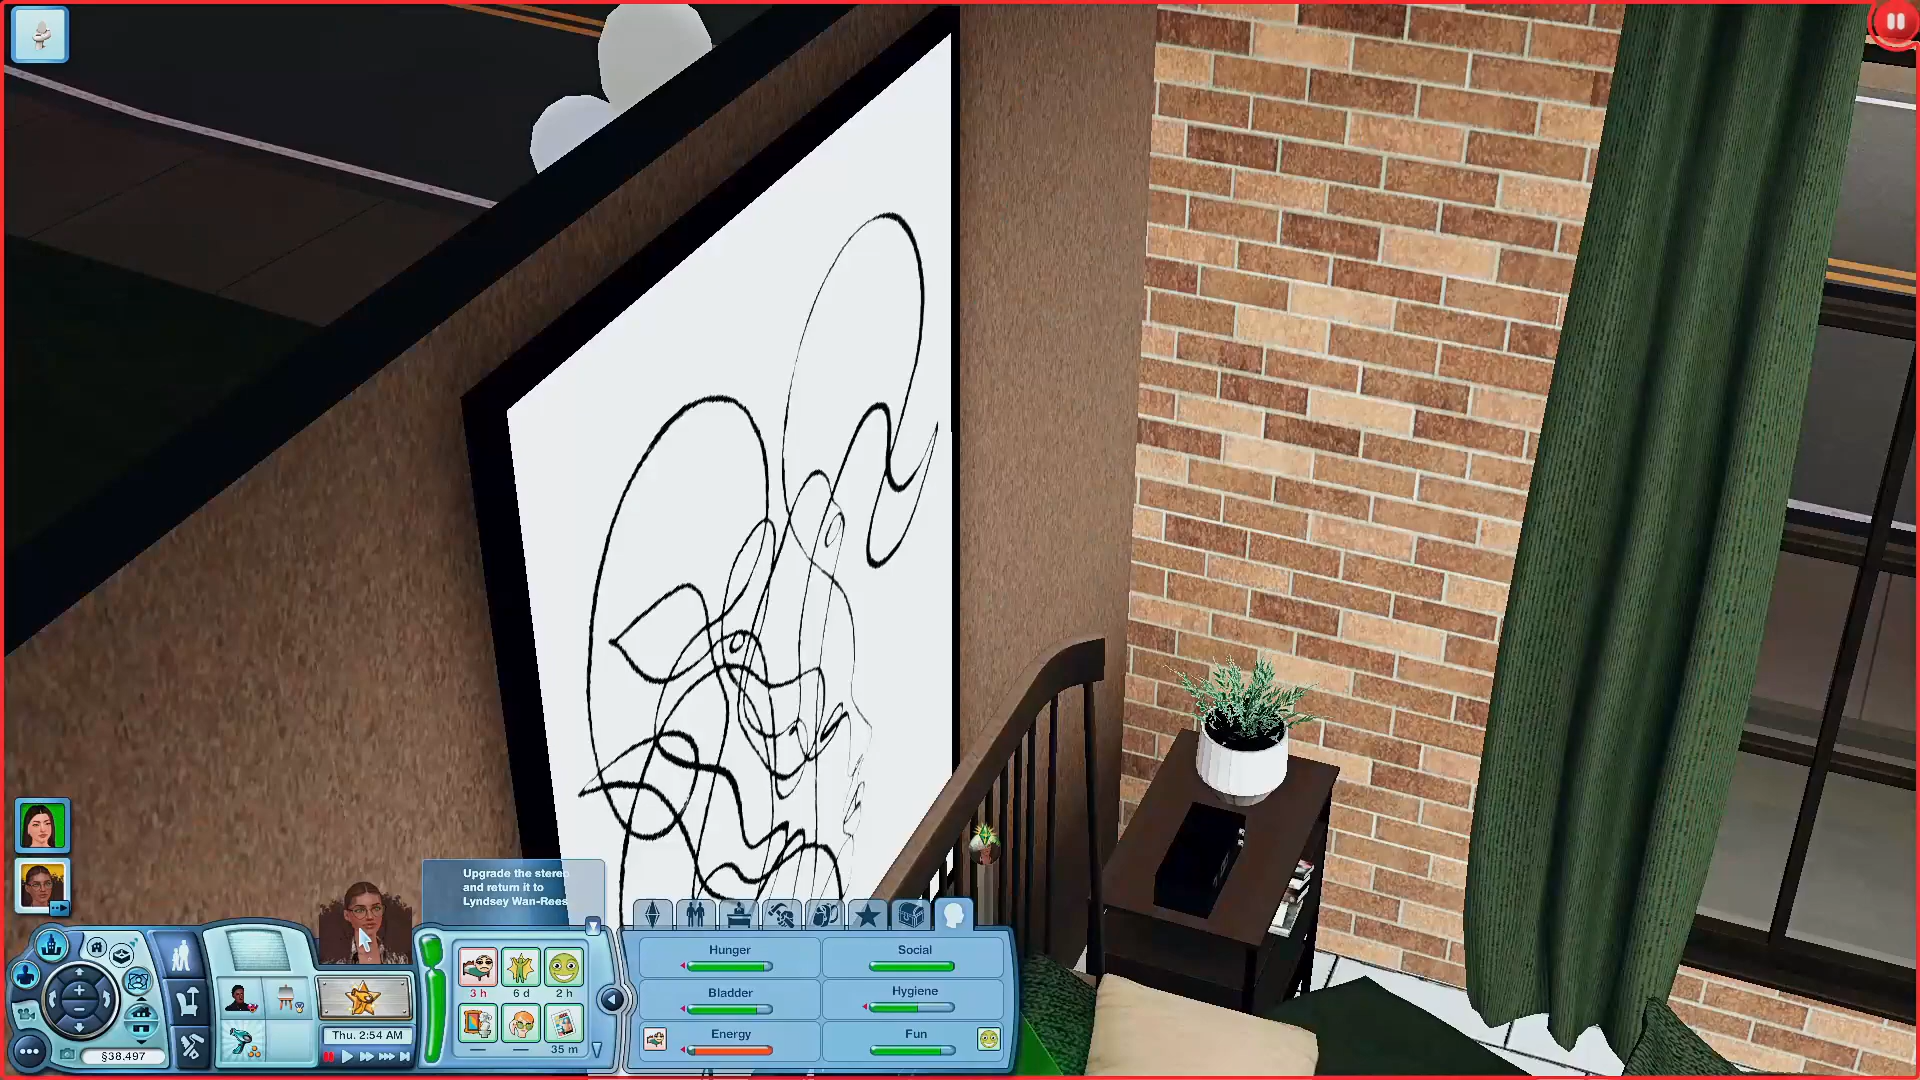 Upgrade the stereo
and return it to
Lyndsey Wan-Rees
Hunger
Social
Bladder
Hygiene
Energy
Fun
3 h
6 d
2 h
35 m
Thu. 2:54 AM
§38,497